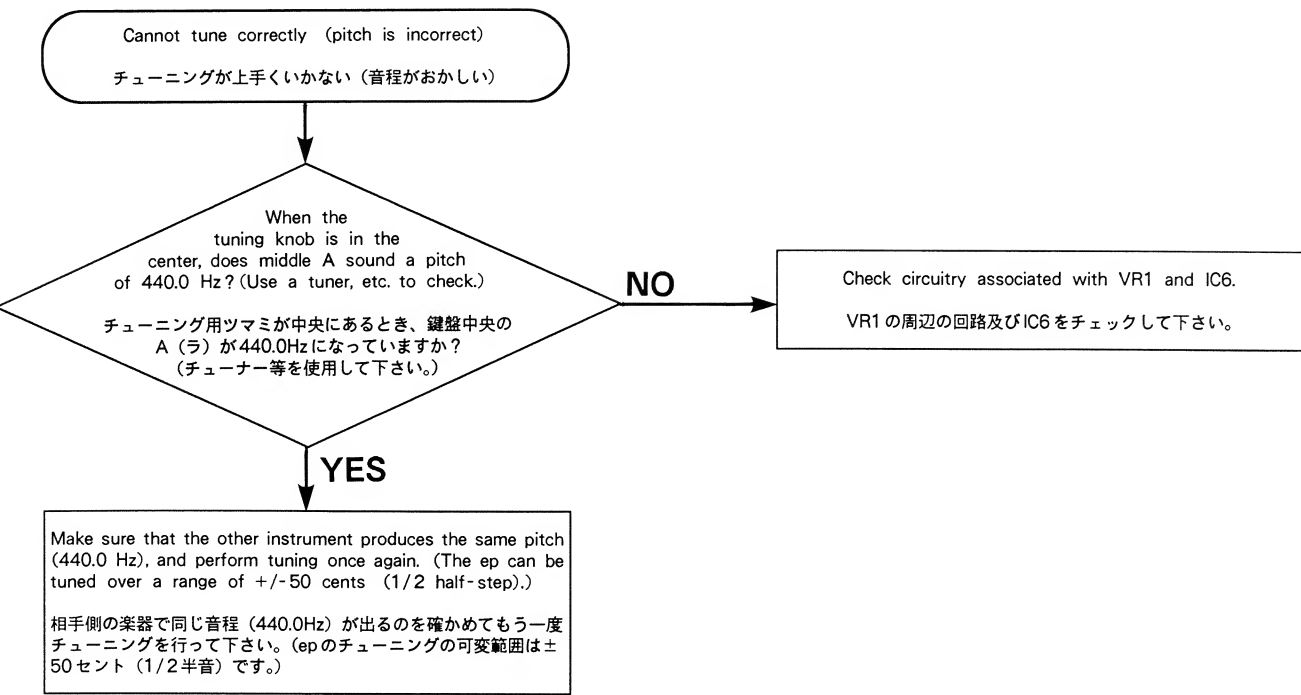 Cannot tune correctly (pitch is incorrect)
チューニングが上手くいかない（音程がおかしい）
When the
tuning knob is in the
center, does middle A sound a pitch
of 440.0 Hz? (Use a tuner, etc. to check.)
チューニング用ツマミが中央にあるとき、鍵盤中央の
A（ラ）が440.0Hzになっていますか？
（チューナー等を使用して下さい。）
NO
Check circuitry associated with VR1 and IC6.
VR1の周辺の回路及びIC6をチェックして下さい。
YES
Make sure that the other instrument produces the same pitch
(440.0 Hz), and perform tuning once again. (The ep can be
tuned over a range of +/-50 cents (1/2 half-step).)
相手側の楽器で同じ音程（440.0Hz）が出るのを確かめてもう一度
チューニングを行って下さい。（epのチューニングの可変範囲は±
50セント（1/2半音）です。）